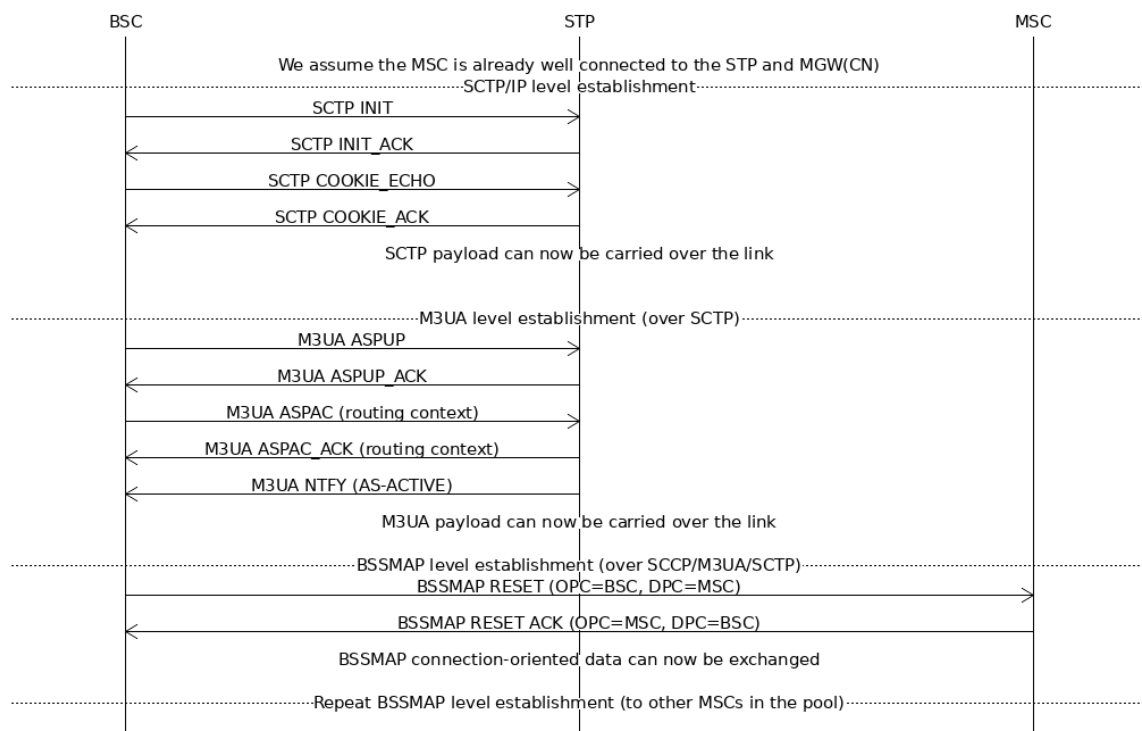 BSC STP MSC
We assume the MSC is already well connected to the STP and MGW(CN)
SCTP/IP level establishment
SCTP INIT
SCTP INIT_ACK
SCTP COOKIE_ECHO
SCTP COOKIE_ACK
SCTP payload can now be carried over the link
M3UA level establishment (over SCTP)
M3UA ASPUP
M3UA ASPUP_ACK
M3UA ASPAC (routing context)
M3UA ASPAC_ACK (routing context)
M3UA NTFY (AS-ACTIVE)
M3UA payload can now be carried over the link
BSSMAP level establishment (over SCCP/M3UA/SCTP)
BSSMAP RESET (OPC=BSC, DPC=MSC)
BSSMAP RESET ACK (OPC=MSC, DPC=BSC)
BSSMAP connection-oriented data can now be exchanged
Repeat BSSMAP level establishment (to other MSCs in the pool)